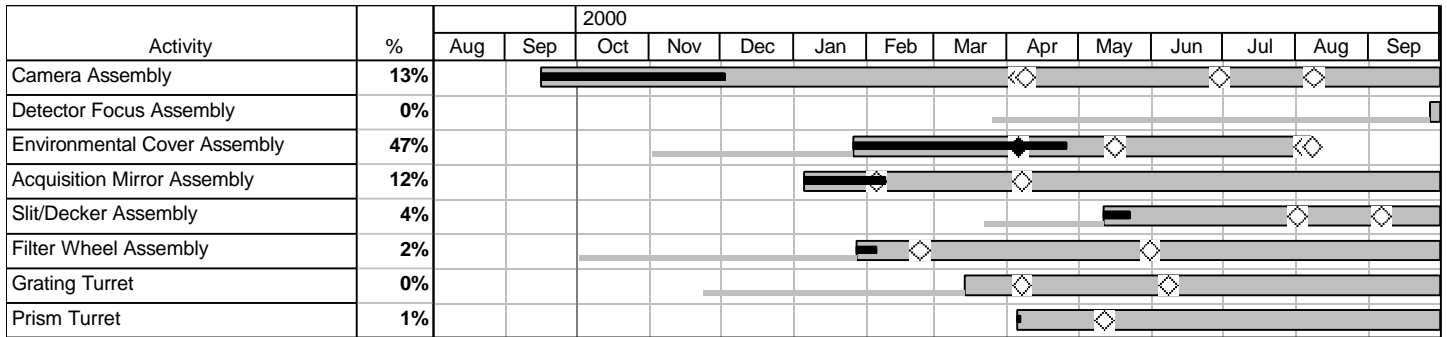 2000
Activity % Aug Sep Oct Nov Dec Jan Feb Mar Apr May Jun Jul Aug Sep
Camera Assembly 13%
Detector Focus Assembly 0%
Environmental Cover Assembly 47%
Acquisition Mirror Assembly 12%
Slit/Decker Assembly 4%
Filter Wheel Assembly 2%
Grating Turret 0%
Prism Turret 1%